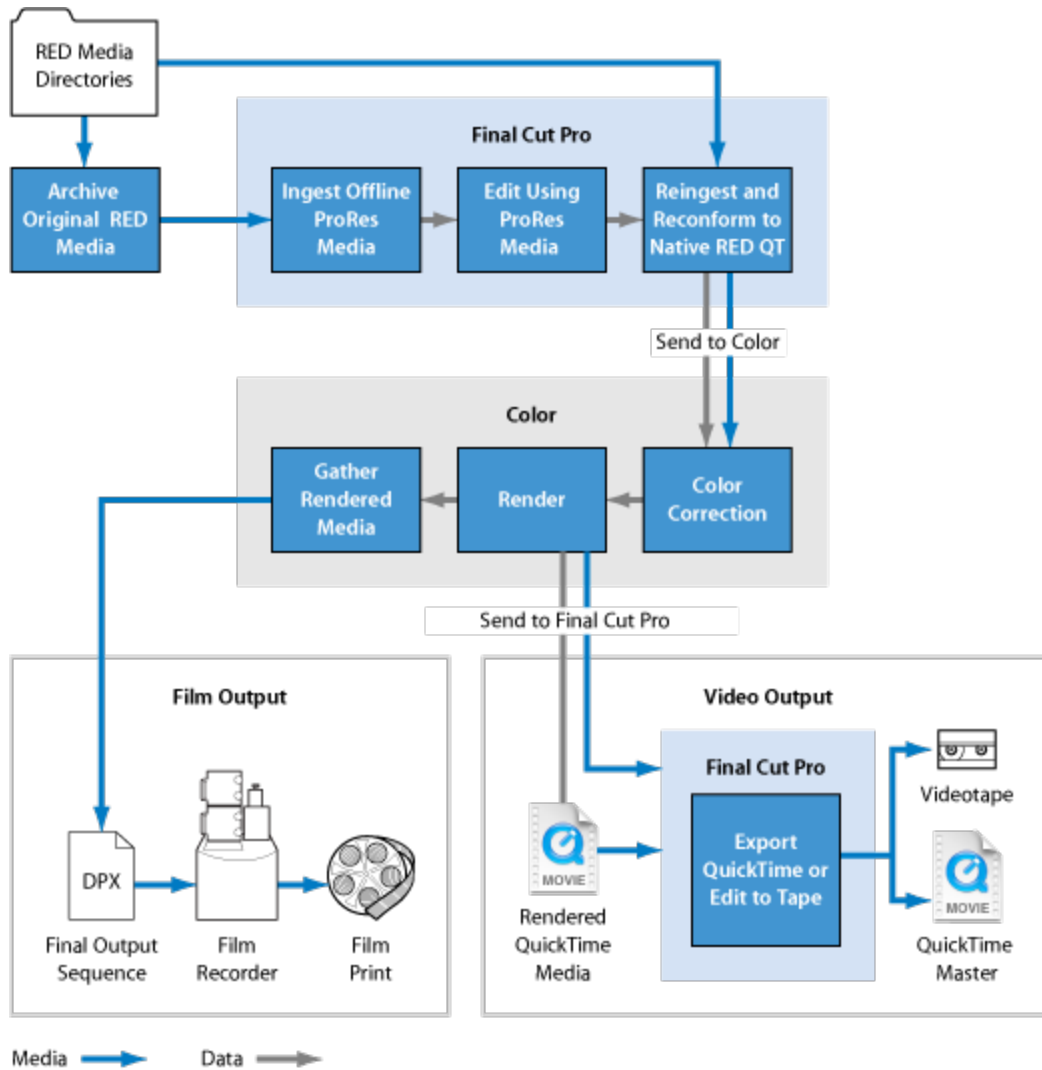 RED Media
Directories
Final Cut Pro
Archive
Original RED
Media
Ingest Offline
ProRes
Media
Edit Using
ProRes
Media
Reingest and
Reconform to
Native RED QT
Send to Color
Color
Gather
Rendered
Media
Render
Color
Correction
Send to Final Cut Pro
Film Output
DPX
Final Output
Sequence
Film
Recorder
Film
Print
Video Output
Final Cut Pro
MOVIE
Rendered
QuickTime
Media
Export
QuickTime or
Edit to Tape
Videotape
MOVIE
QuickTime
Master
Media
Data